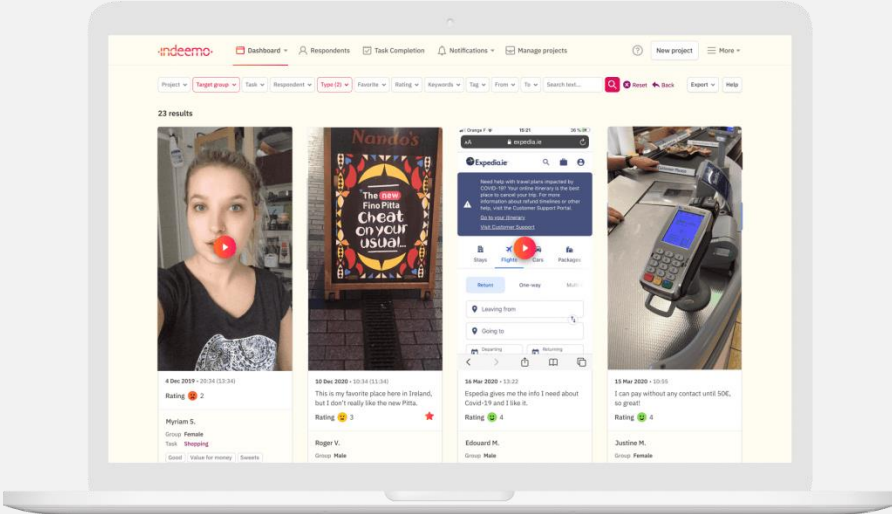 indeemo
Dashboard
Respondents
Task Completion
Notifications
Manage projects
New project
More
Project
Target group
Task
Respondent
Type (2)
Favorite
Rating
Keywords
Tag
From
To
Search text...
Reset
Back
Export
Help
23 results
Nando's
The new
Fino Pitta
Cheat
on your
usual...
Orange F
15:21
38 %
AA
expedia.ie
Expedia.ie
Need help with travel plans impacted by
COVID-19? Your online itinerary is the best
place to cancel your trip. For more
information about refund timelines or other
help, visit the Customer Support Portal.
Go to your itinerary
Visit Customer Support
Stays
Flights
Cars
Packages
Return
One-way
Mult
Leaving from
Going to
Departing
Returning
4 Dec 2019 • 20:34 (13:34)
Rating 2
Myriam S.
Group Female
Task Shopping
Good
Value for money
Sweets
10 Dec 2020 • 10:34 (11:34)
This is my favorite place here in Ireland,
but I don't really like the new Pitta.
Rating 3
Roger V.
Group Male
16 Mar 2020 • 13:22
Espedia gives me the info I need about
Covid-19 and I like it.
Rating 4
Edouard M.
Group Male
15 Mar 2020 • 10:55
I can pay without any contact until 50€,
so great!
Rating 4
Justine M.
Group Female